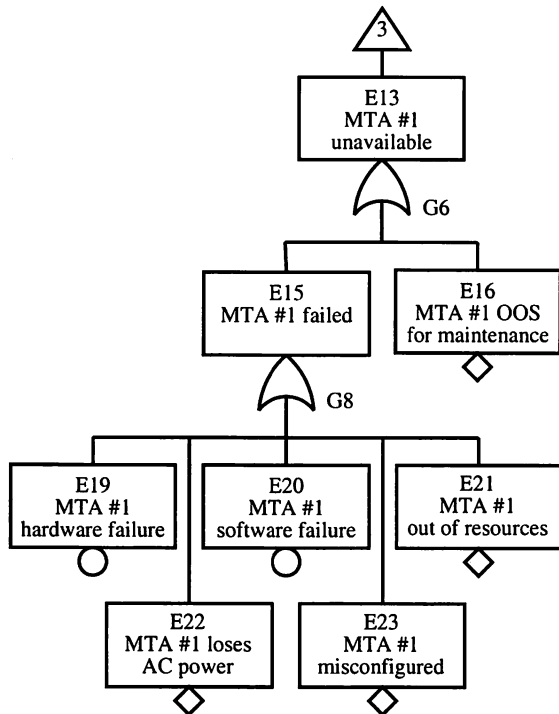 3
E13
MTA #1
unavailable
G6
E15
MTA #1 failed
E16
MTA #1 OOS
for maintenance
G8
E19
MTA #1
hardware failure
E20
MTA #1
software failure
E21
MTA #1
out of resources
E22
MTA #1 loses
AC power
E23
MTA #1
misconfigured